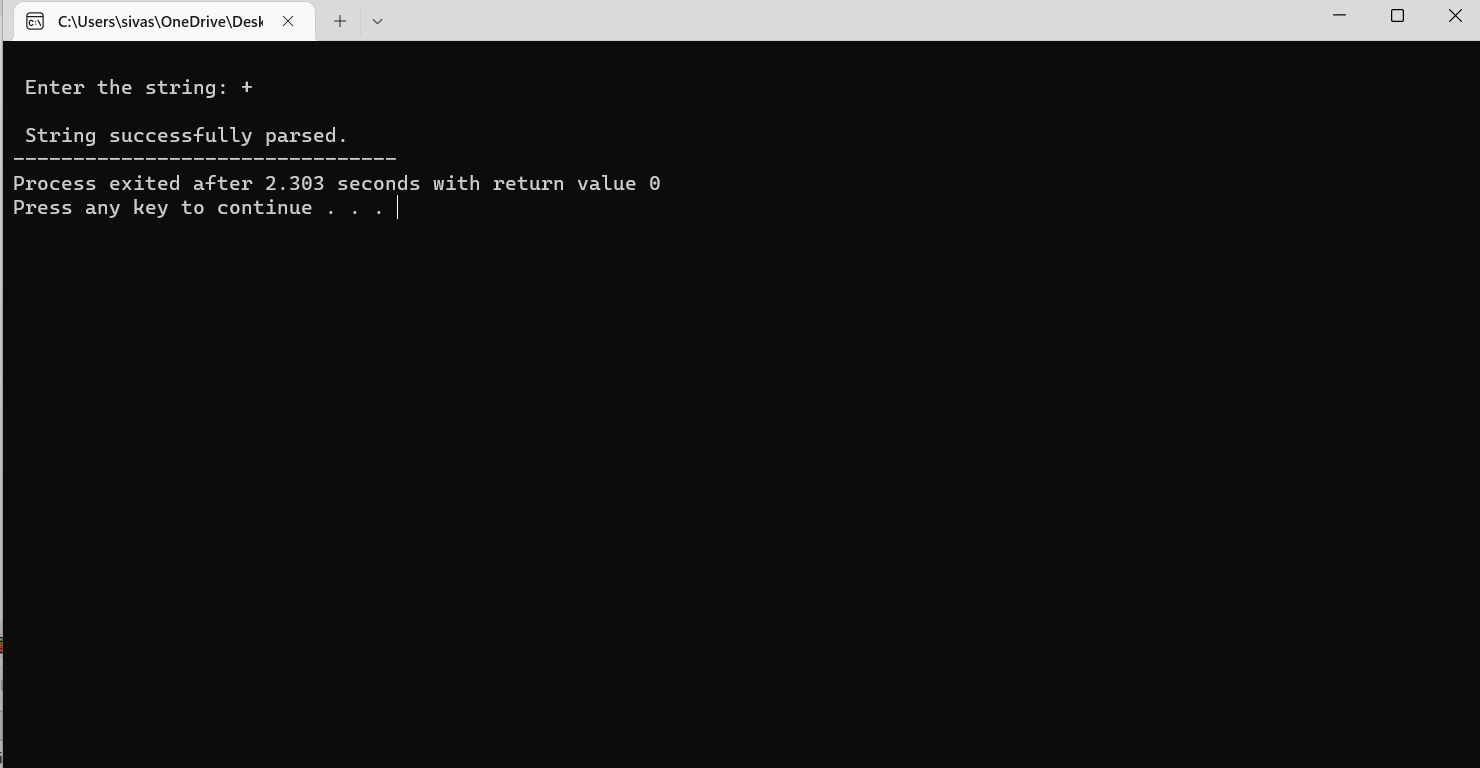 C:\Users\sivas\OneDrive\Desk
Enter the string: +
String successfully parsed.
--------------------------------
Process exited after 2.303 seconds with return value 0
Press any key to continue . . .